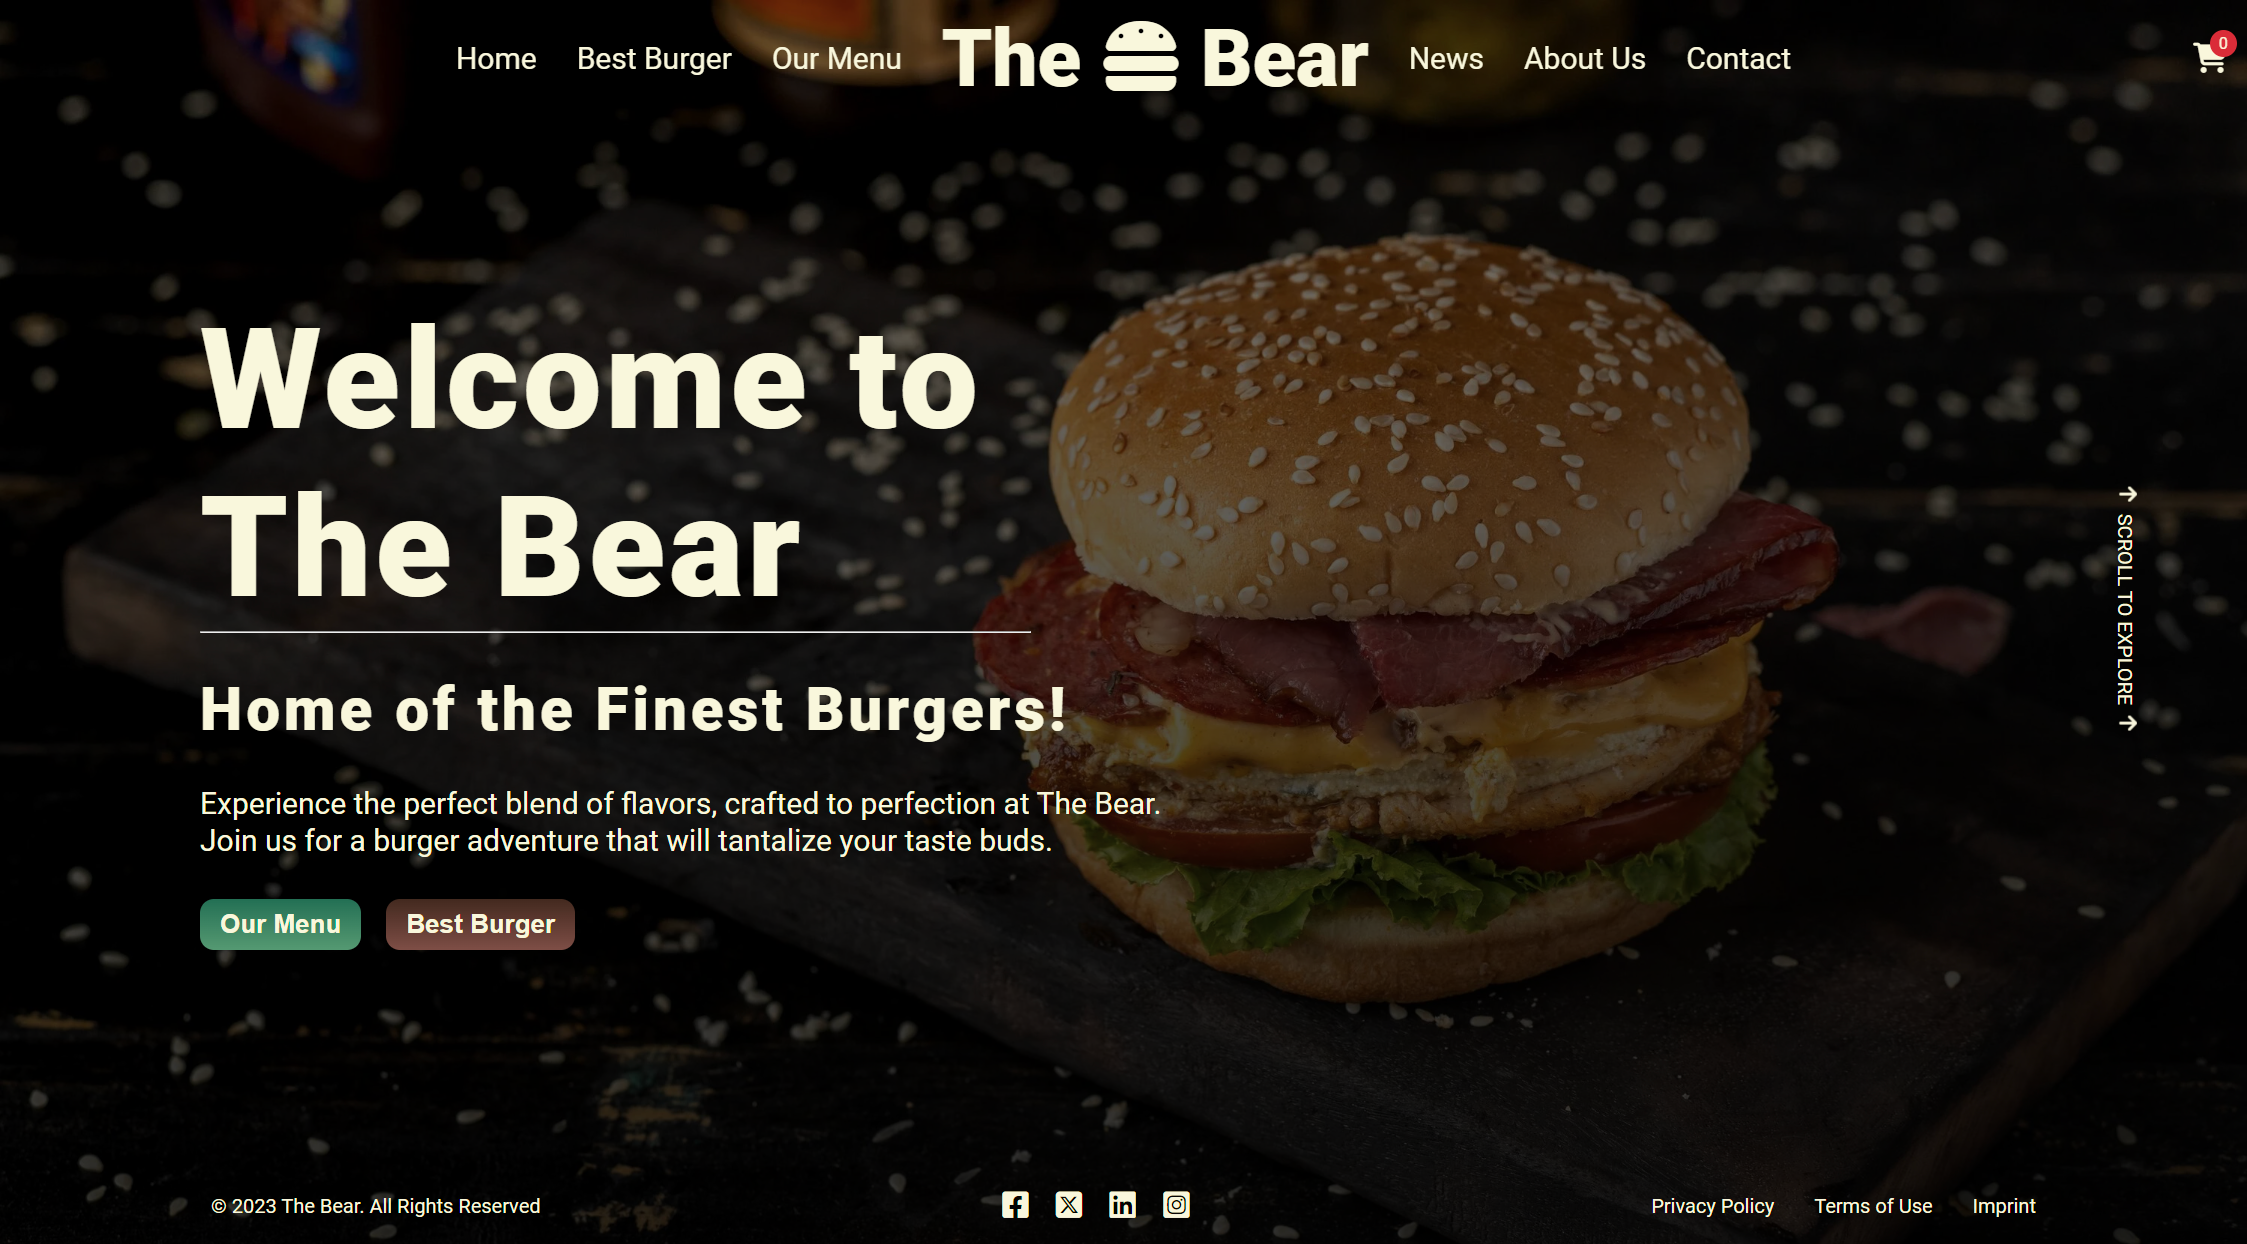 Home Best Burger Our Menu The Bear News About Us Contact 0
Welcome to
The Bear
Home of the Finest Burgers!
Experience the perfect blend of flavors, crafted to perfection at The Bear.
Join us for a burger adventure that will tantalize your taste buds.
Our Menu Best Burger
SCROLL TO EXPLORE
© 2023 The Bear. All Rights Reserved
Privacy Policy Terms of Use Imprint